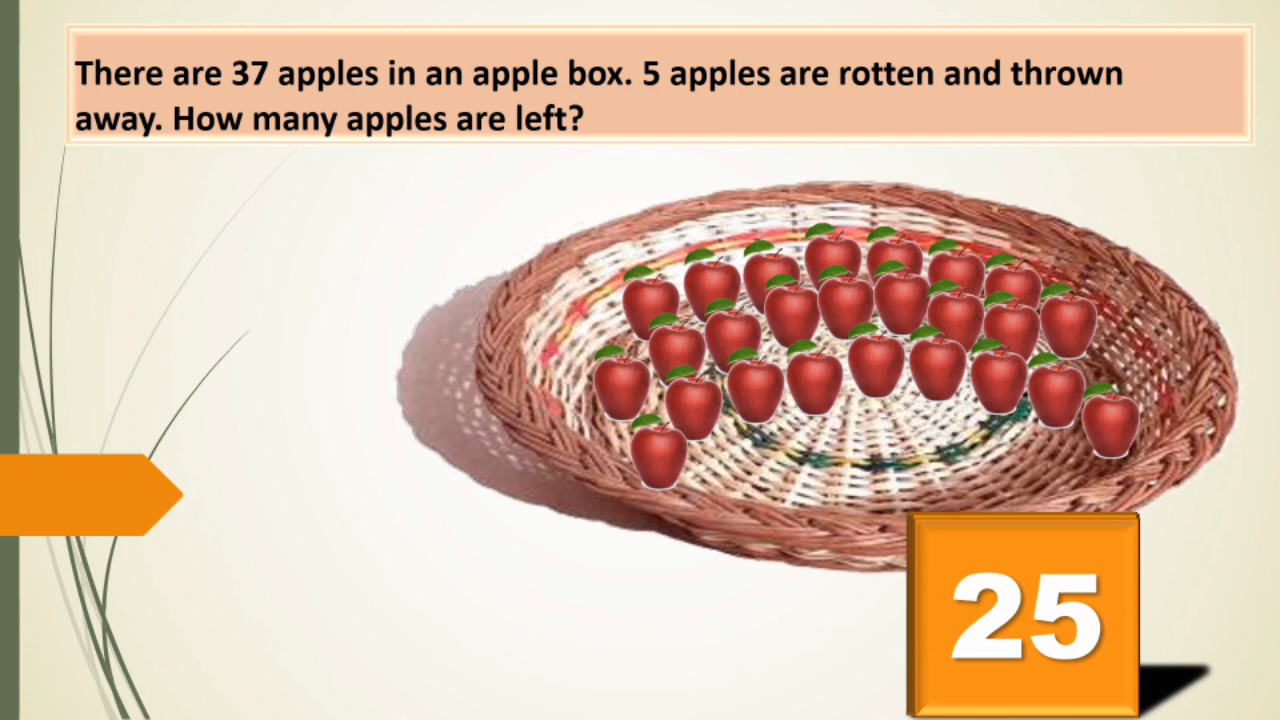 There are 37 apples in an apple box. 5 apples are rotten and thrown
away. How many apples are left?
25